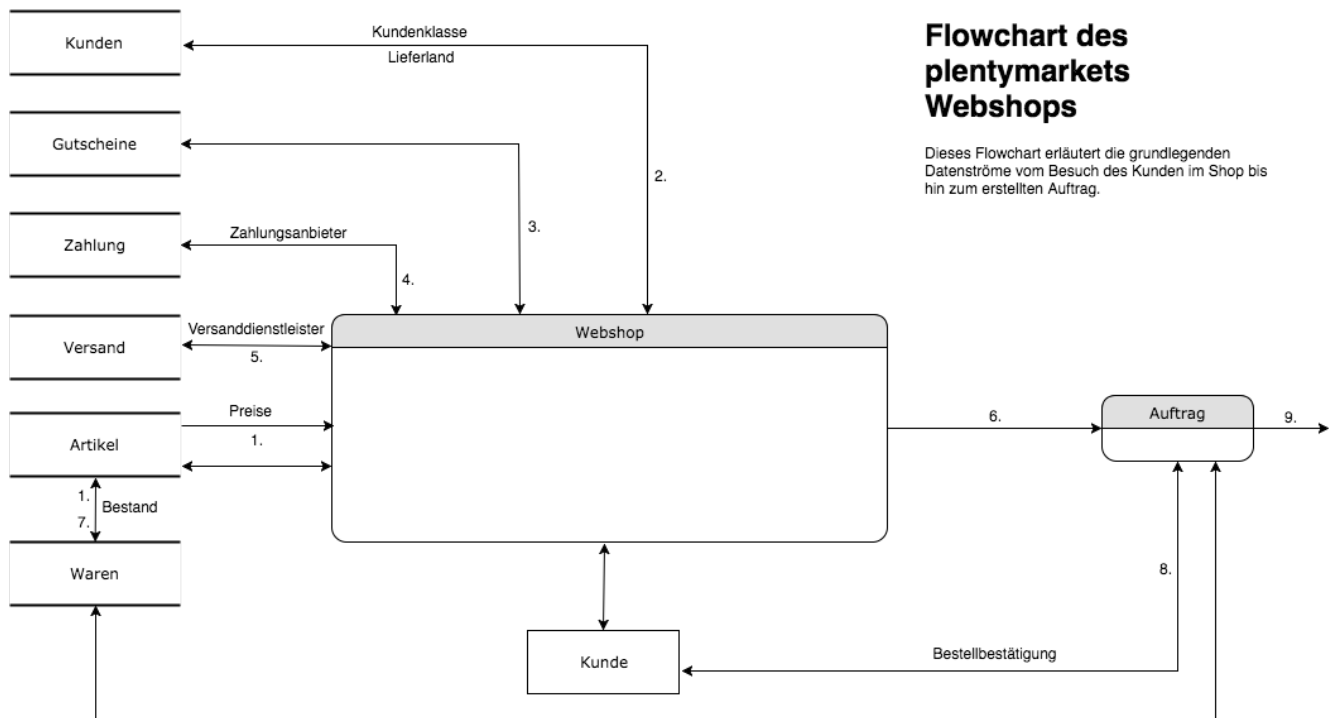 Flowchart des
plentymarkets
Webshops
Dieses Flowchart erläutert die grundlegenden
Datenströme vom Besuch des Kunden im Shop bis
hin zum erstellten Auftrag.
Kunden
Kundenklasse
Lieferland
2.
Gutscheine
3.
Zahlung
Zahlungsanbieter
4.
Versand
Versanddienstleister
5.
Webshop
Artikel
Preise
1.
6.
Auftrag
9.
1.
Bestand
7.
Waren
8.
Kunde
Bestellbestätigung